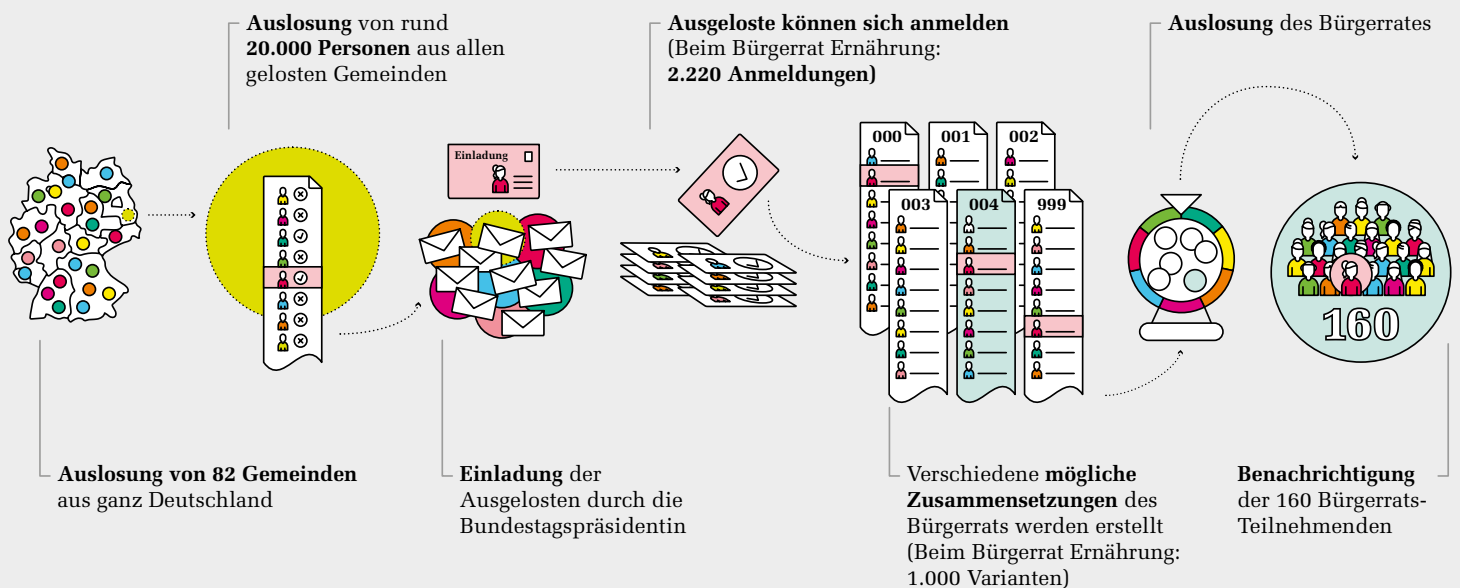 Auslosung von rund
20.000 Personen aus allen
gelosten Gemeinden
Ausgeloste können sich anmelden
(Beim Bürgerrat Ernährung:
2.220 Anmeldungen)
Auslosung des Bürgerrates
Einladung
000
001
002
003
004
999
160
Auslosung von 82 Gemeinden
aus ganz Deutschland
Einladung der
Ausgelosten durch die
Bundestagspräsidentin
Verschiedene mögliche
Zusammensetzungen des
Bürgerrats werden erstellt
(Beim Bürgerrat Ernährung:
1.000 Varianten)
Benachrichtigung
der 160 Bürgerrats-
Teilnehmenden